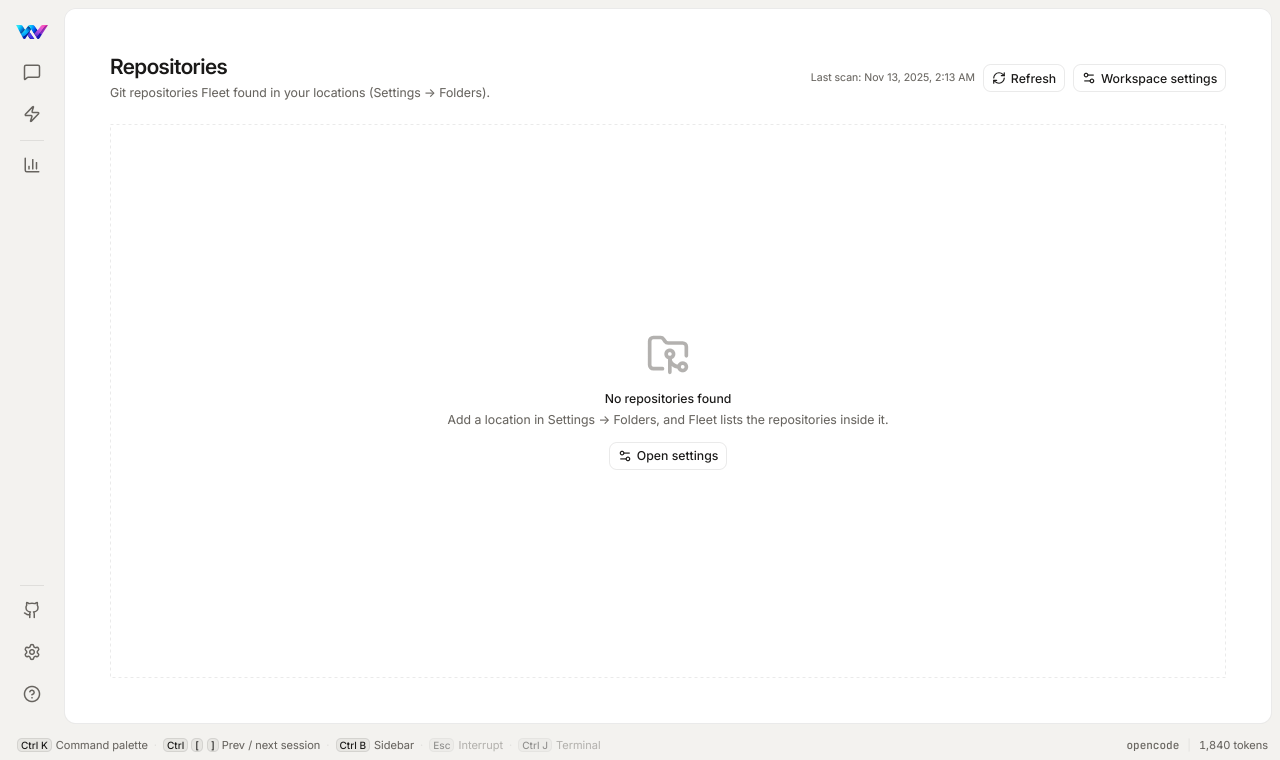 Repositories
Git repositories Fleet found in your locations (Settings → Folders).
Last scan: Nov 13, 2025, 2:13 AM
Refresh
Workspace settings
No repositories found
Add a location in Settings → Folders, and Fleet lists the repositories inside it.
Open settings
Ctrl K Command palette · Ctrl [ ] Prev / next session · Ctrl B Sidebar · Esc Interrupt · Ctrl J Terminal
opencode
1,840 tokens